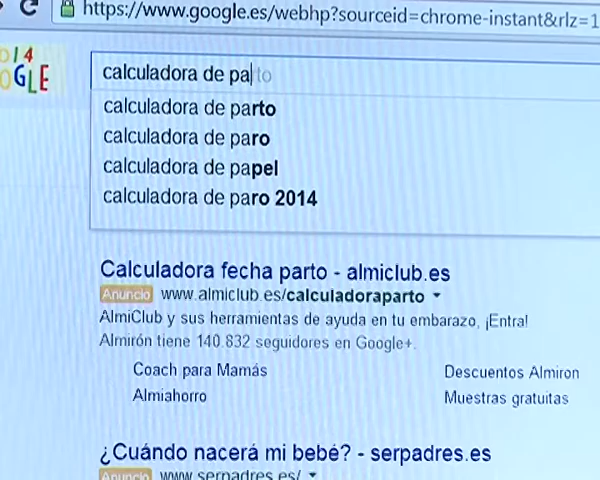 https://www.google.es/webhp?sourceid=chrome-instant&rlz=1
014
OGLE
calculadora de parto
calculadora de parto
calculadora de paro
calculadora de papel
calculadora de paro 2014
Calculadora fecha parto - almiclub.es
Anuncio www.almiclub.es/calculadoraparto
AlmiClub y sus herramientas de ayuda en tu embarazo, ¡Entra!
Almirón tiene 140.832 seguidores en Google+.
Coach para Mamás Descuentos Almiron
Almiahorro Muestras gratuitas
¿Cuándo nacerá mi bebé? - serpadres.es
Anuncio www.serpadres.es/